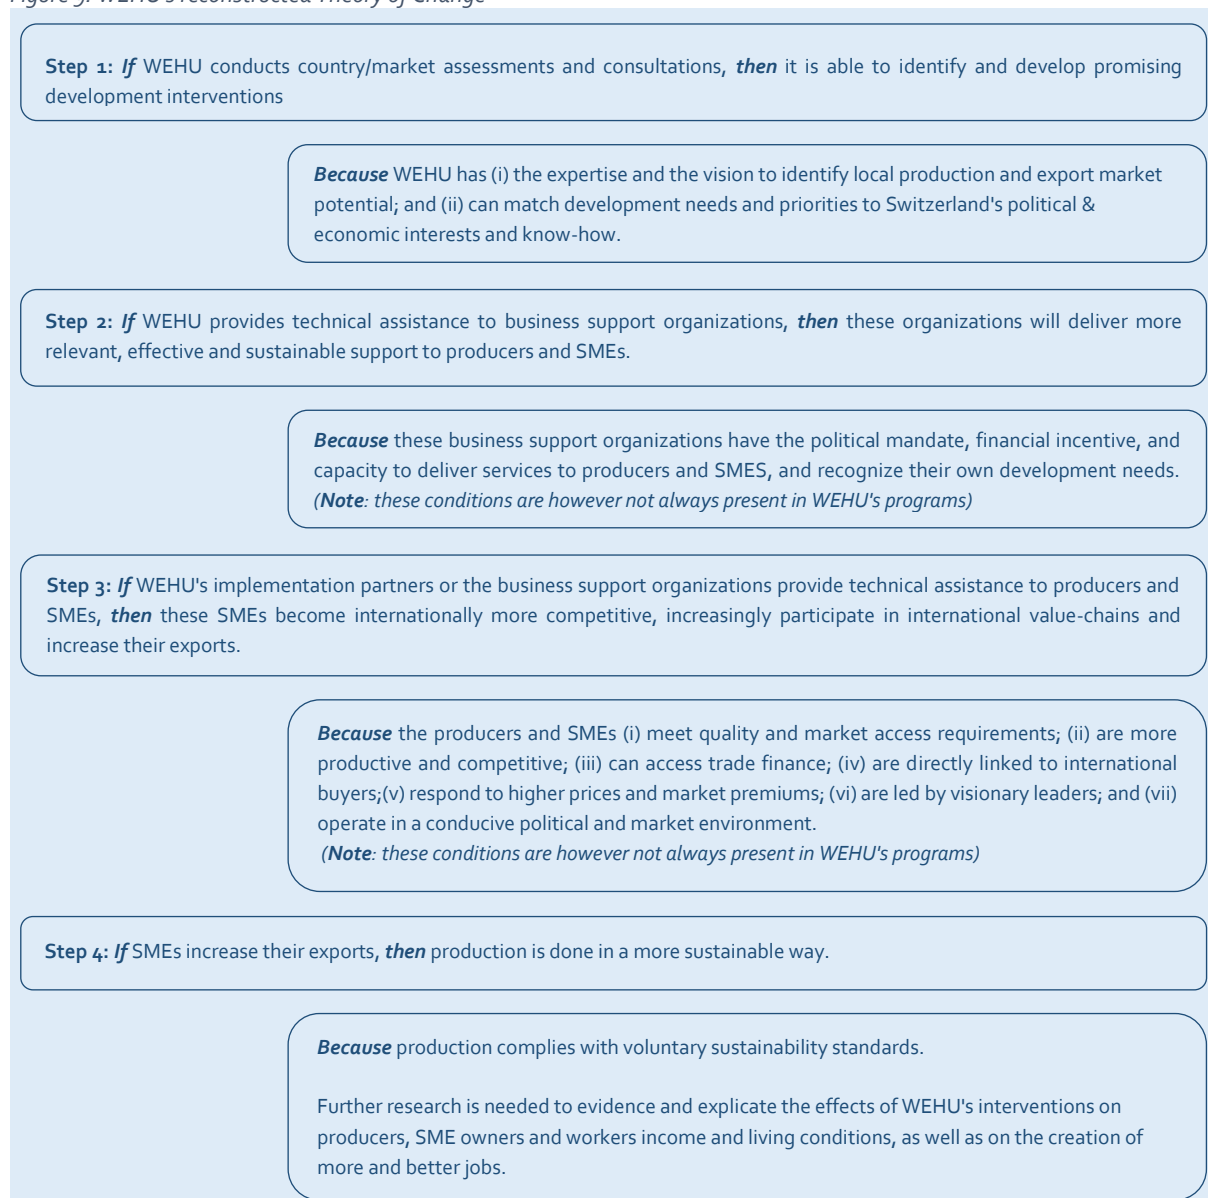 Figure 3: WEHU's reconstructed Theory of Change
Step 1: If WEHU conducts country/market assessments and consultations, then it is able to identify and develop promising
development interventions
Because WEHU has (i) the expertise and the vision to identify local production and export market
potential; and (ii) can match development needs and priorities to Switzerland's political &
economic interests and know-how.
Step 2: If WEHU provides technical assistance to business support organizations, then these organizations will deliver more
relevant, effective and sustainable support to producers and SMEs.
Because these business support organizations have the political mandate, financial incentive, and
capacity to deliver services to producers and SMES, and recognize their own development needs.
(Note: these conditions are however not always present in WEHU's programs)
Step 3: If WEHU's implementation partners or the business support organizations provide technical assistance to producers and
SMEs, then these SMEs become internationally more competitive, increasingly participate in international value-chains and
increase their exports.
Because the producers and SMEs (i) meet quality and market access requirements; (ii) are more
productive and competitive; (iii) can access trade finance; (iv) are directly linked to international
buyers;(v) respond to higher prices and market premiums; (vi) are led by visionary leaders; and (vii)
operate in a conducive political and market environment.
(Note: these conditions are however not always present in WEHU's programs)
Step 4: If SMEs increase their exports, then production is done in a more sustainable way.
Because production complies with voluntary sustainability standards.
Further research is needed to evidence and explicate the effects of WEHU's interventions on
producers, SME owners and workers income and living conditions, as well as on the creation of
more and better jobs.